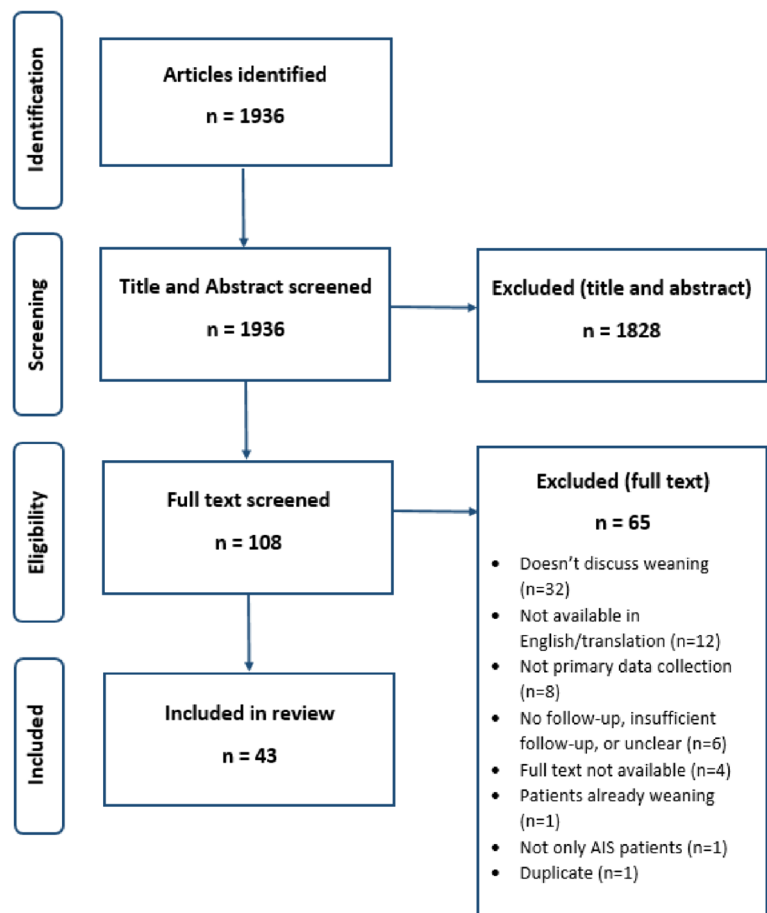 Identification
Articles identified
n = 1936
Screening
Title and Abstract screened
n = 1936
Excluded (title and abstract)
n = 1828
Eligibility
Full text screened
n = 108
Excluded (full text)
n = 65
• Doesn’t discuss weaning
(n=32)
• Not available in
English/translation (n=12)
• Not primary data collection
(n=8)
• No follow-up, insufficient
follow-up, or unclear (n=6)
• Full text not available (n=4)
• Patients already weaning
(n=1)
• Not only AIS patients (n=1)
• Duplicate (n=1)
Included
Included in review
n = 43